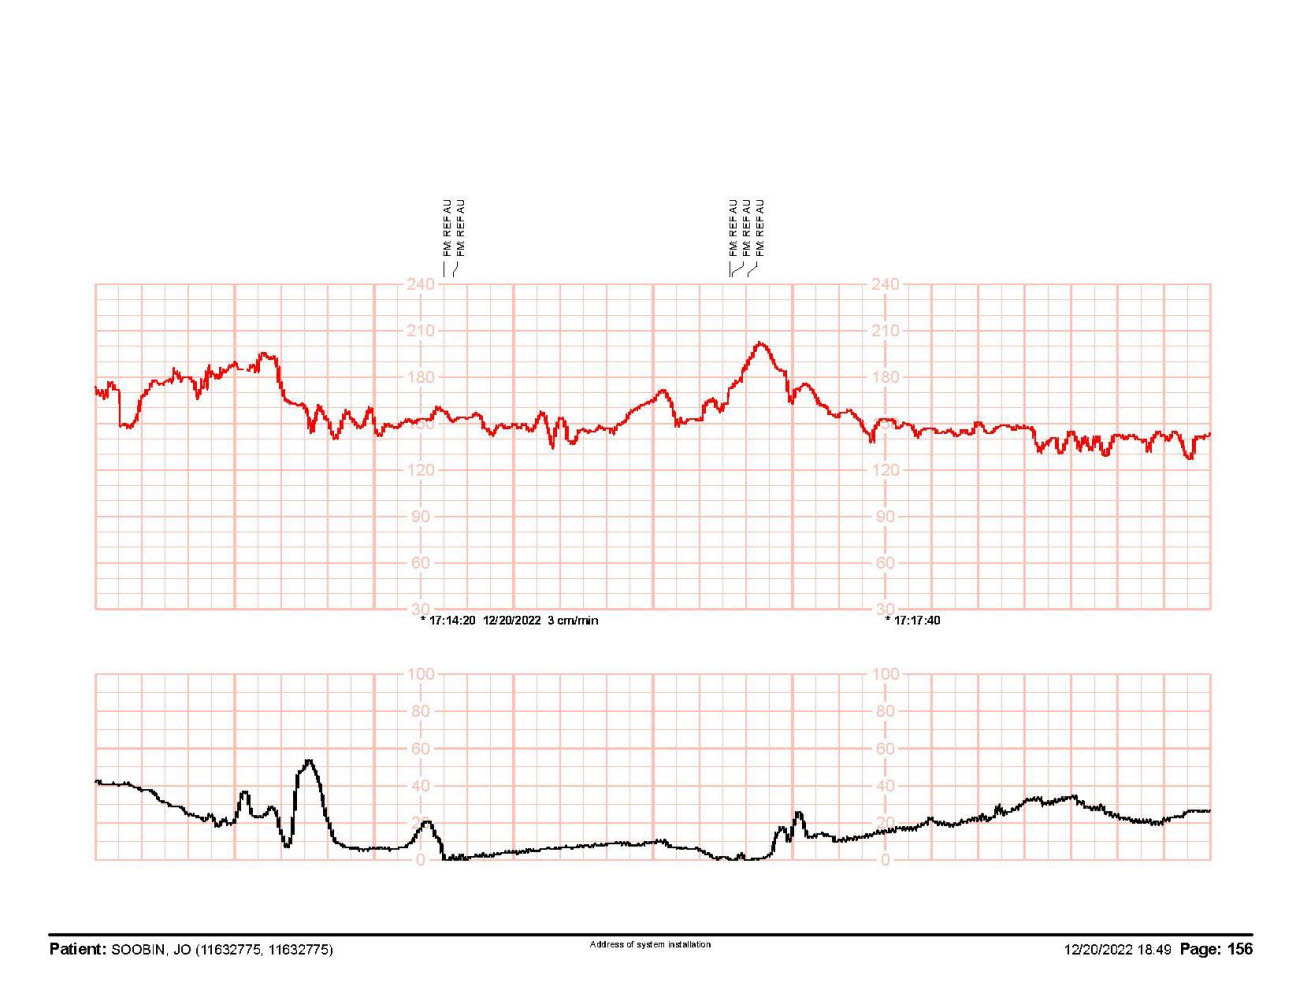 FM: REF AU
FM: REF AU
FM: REF AU
FM: REF AU
FM: REF AU
240 240
210 210
180 180
150 150
120 120
90 90
60 60
30 30
* 17:14:20 12/20/2022 3 cm/min * 17:17:40
100 100
80 80
60 60
40 40
20 20
0 0
Patient: SOOBIN, JO (11632775, 11632775) Address of system installation 12/20/2022 18:49 Page: 156